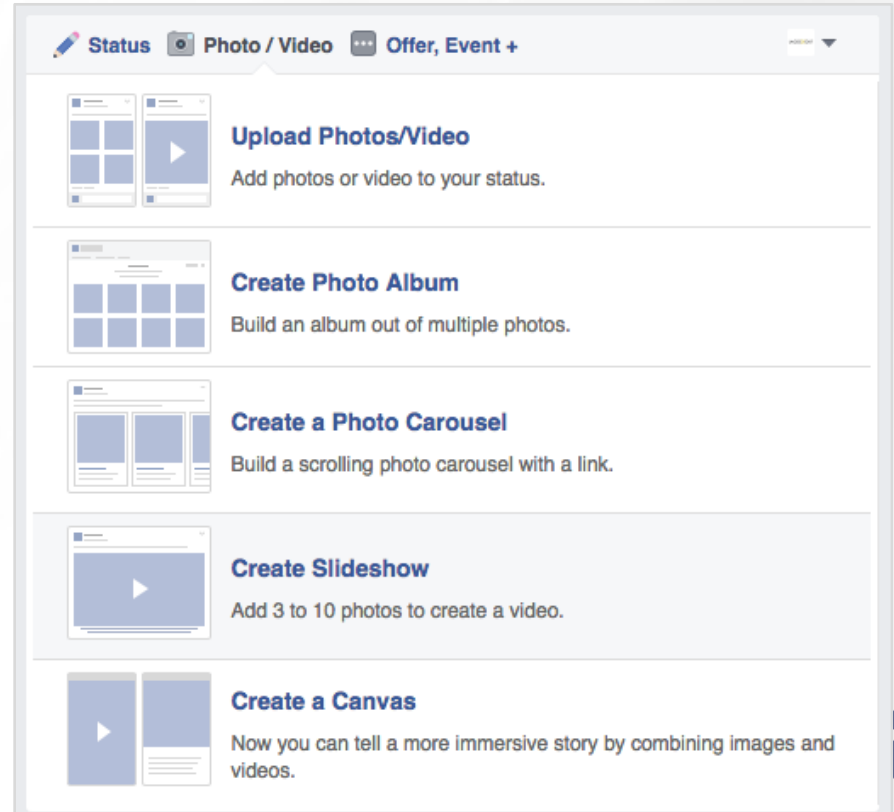 Status Photo / Video Offer, Event +
Upload Photos/Video
Add photos or video to your status.
Create Photo Album
Build an album out of multiple photos.
Create a Photo Carousel
Build a scrolling photo carousel with a link.
Create Slideshow
Add 3 to 10 photos to create a video.
Create a Canvas
Now you can tell a more immersive story by combining images and
videos.